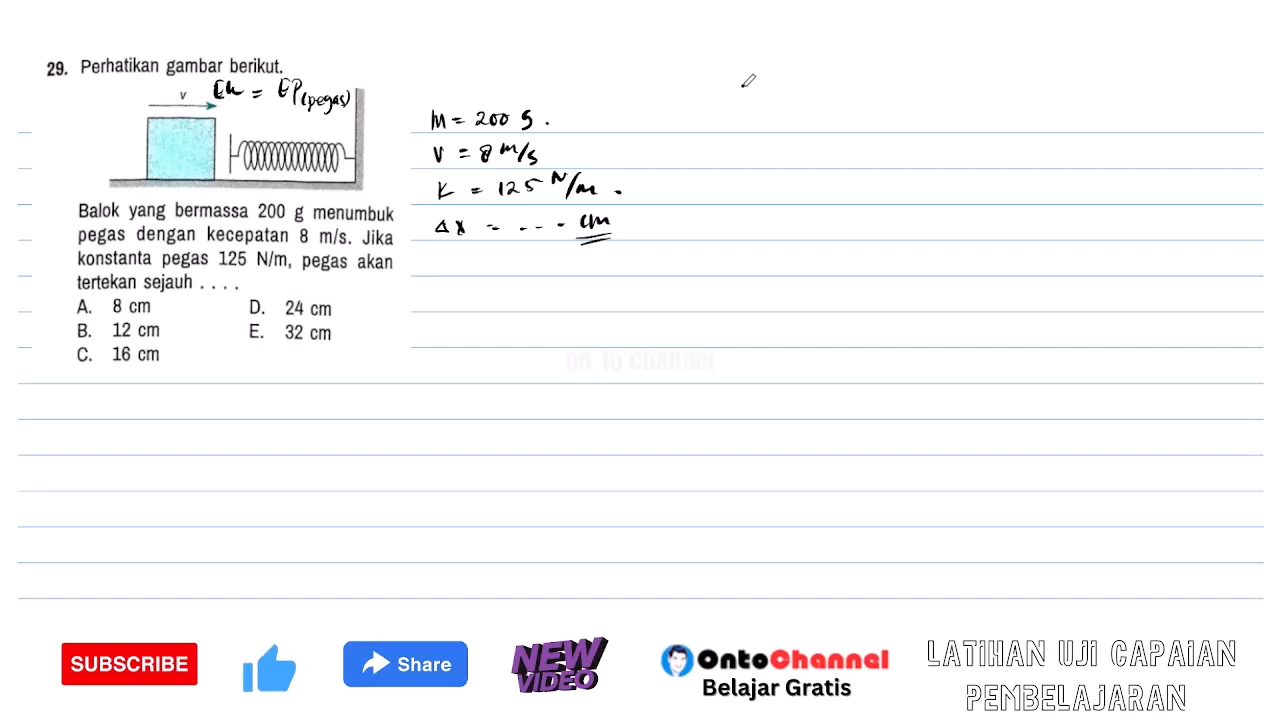 29. Perhatikan gambar berikut.
v
Ek = EP(pegas)
Balok yang bermassa 200 g menumbuk
pegas dengan kecepatan 8 m/s. Jika
konstanta pegas 125 N/m, pegas akan
tertekan sejauh . . . .
A. 8 cm
B. 12 cm
C. 16 cm
D. 24 cm
E. 32 cm
m = 200 g.
v = 8 m/s
k = 125 N/m.
Δx = ... cm
on_to channel
SUBSCRIBE
Share
NEW
VIDEO
OntoChannel
Belajar Gratis
LATIHAN UJI CAPAIAN
PEMBELAJARAN